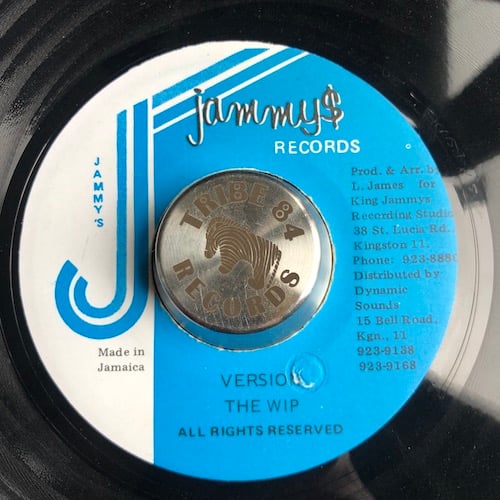 jammy$
RECORDS
JAMMY'S
Prod. & Arr. by
L. James for
King Jammys
Recording Studio
38 St. Lucia Rd.,
Kingston 11,
Phone: 923-8880
Distributed by
Dynamic
Sounds
15 Bell Road,
Kgn., 11
923-9138
923-9168
TRIBE 84
RECORDS
Made in
Jamaica
VERSION
THE WIP
ALL RIGHTS RESERVED